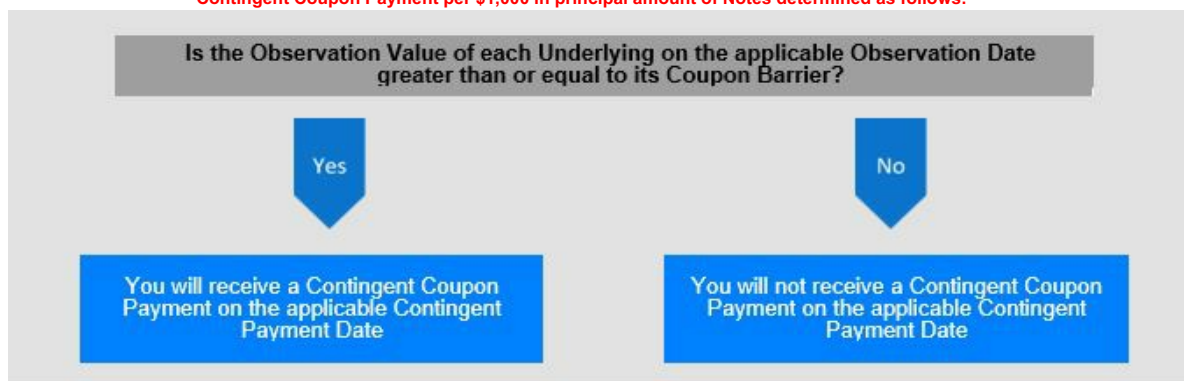 Contingent Coupon Payment per $1,000 in principal amount of Notes determined as follows:
Is the Observation Value of each Underlying on the applicable Observation Date
greater than or equal to its Coupon Barrier?
Yes
No
You will receive a Contingent Coupon
Payment on the applicable Contingent
Payment Date
You will not receive a Contingent Coupon
Payment on the applicable Contingent
Payment Date